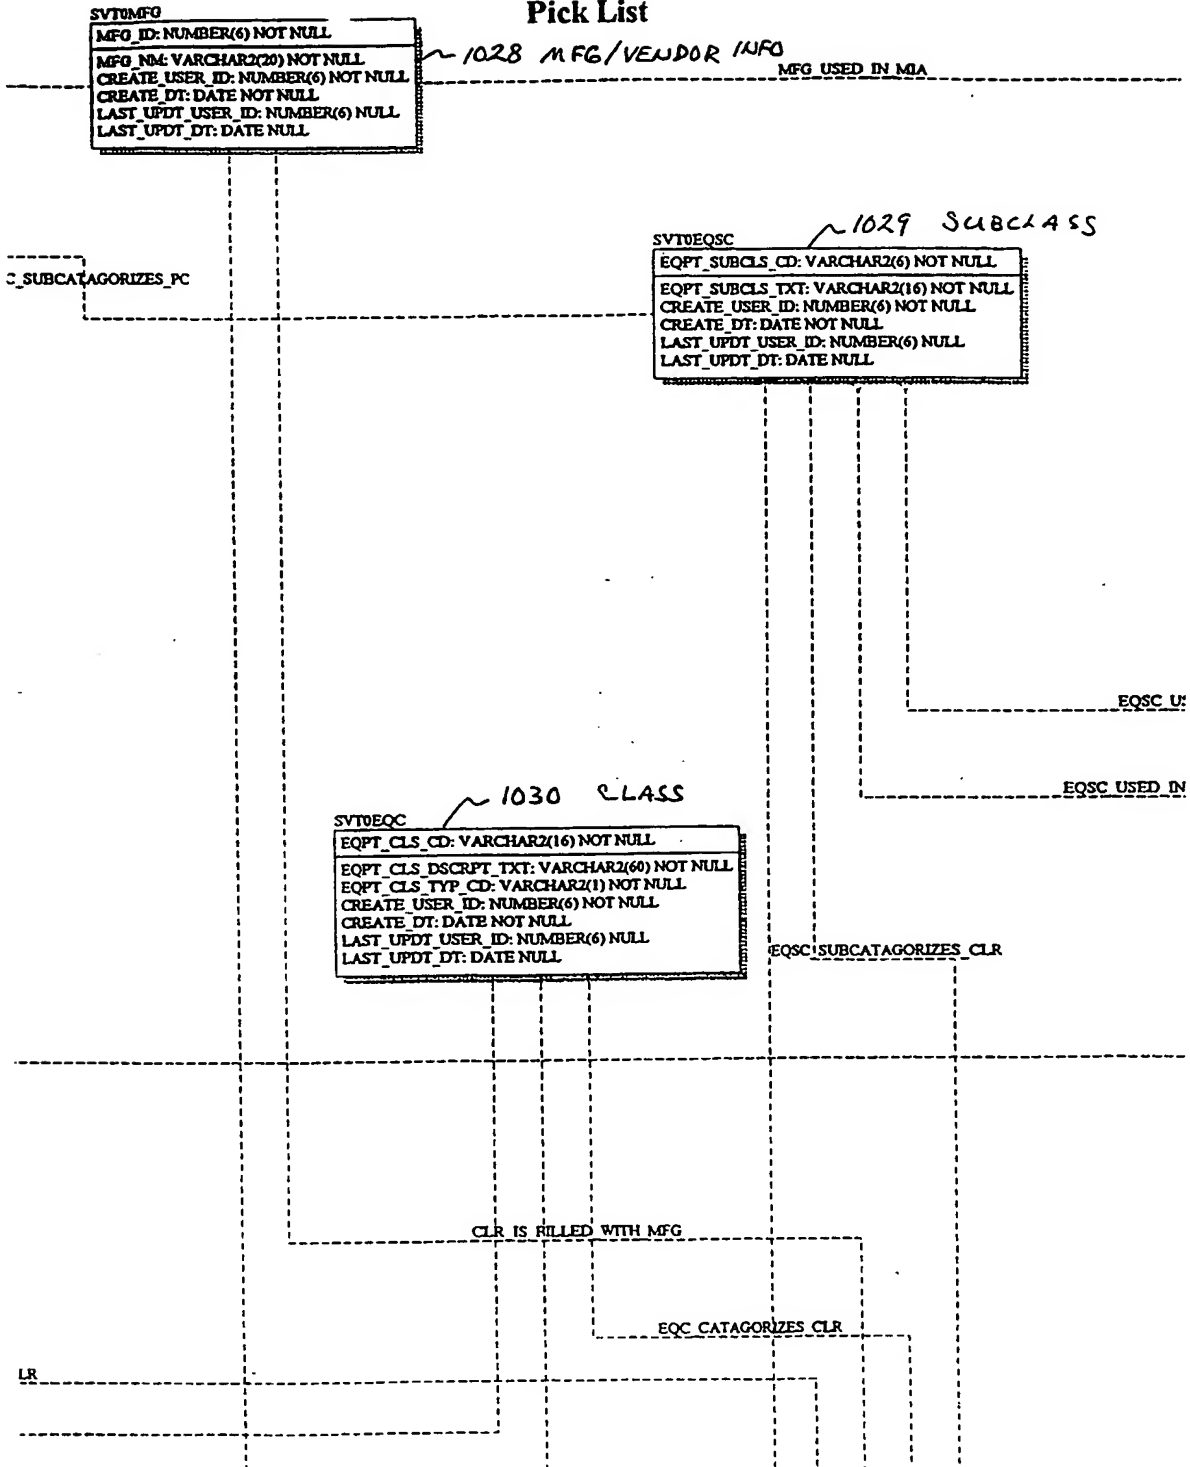 Pick List
SVT0MFG
MFG_ID: NUMBER(6) NOT NULL
MFG_NM: VARCHAR2(20) NOT NULL
CREATE_USER_ID: NUMBER(6) NOT NULL
CREATE_DT: DATE NOT NULL
LAST_UPDT_USER_ID: NUMBER(6) NULL
LAST_UPDT_DT: DATE NULL
1028 MFG/VENDOR INFO
MFG_USED_IN_MIA
1029 SUBCLASS
SVT0EQSC
EQPT_SUBCLS_CD: VARCHAR2(6) NOT NULL
EQPT_SUBCLS_TXT: VARCHAR2(16) NOT NULL
CREATE_USER_ID: NUMBER(6) NOT NULL
CREATE_DT: DATE NOT NULL
LAST_UPDT_USER_ID: NUMBER(6) NULL
LAST_UPDT_DT: DATE NULL
C_SUBCATAGORIZES_PC
EQSC_U
EQSC_USED_IN
1030 CLASS
SVT0EQC
EQPT_CLS_CD: VARCHAR2(16) NOT NULL
EQPT_CLS_DSCRPT_TXT: VARCHAR2(60) NOT NULL
EQPT_CLS_TYP_CD: VARCHAR2(1) NOT NULL
CREATE_USER_ID: NUMBER(6) NOT NULL
CREATE_DT: DATE NOT NULL
LAST_UPDT_USER_ID: NUMBER(6) NULL
LAST_UPDT_DT: DATE NULL
EQSC_SUBCATAGORIZES_CLR
CLR_IS_FILLED_WITH_MFG
EQC_CATAGORIZES_CLR
LR